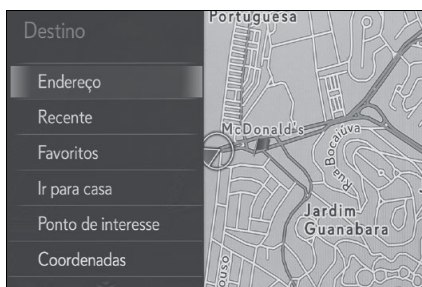 Destino
Endereço
Recente
Favoritos
Ir para casa
Ponto de interesse
Coordenadas
Portuguesa
McDonald's
Rua Bocaiúva
Jardim
Guanabara